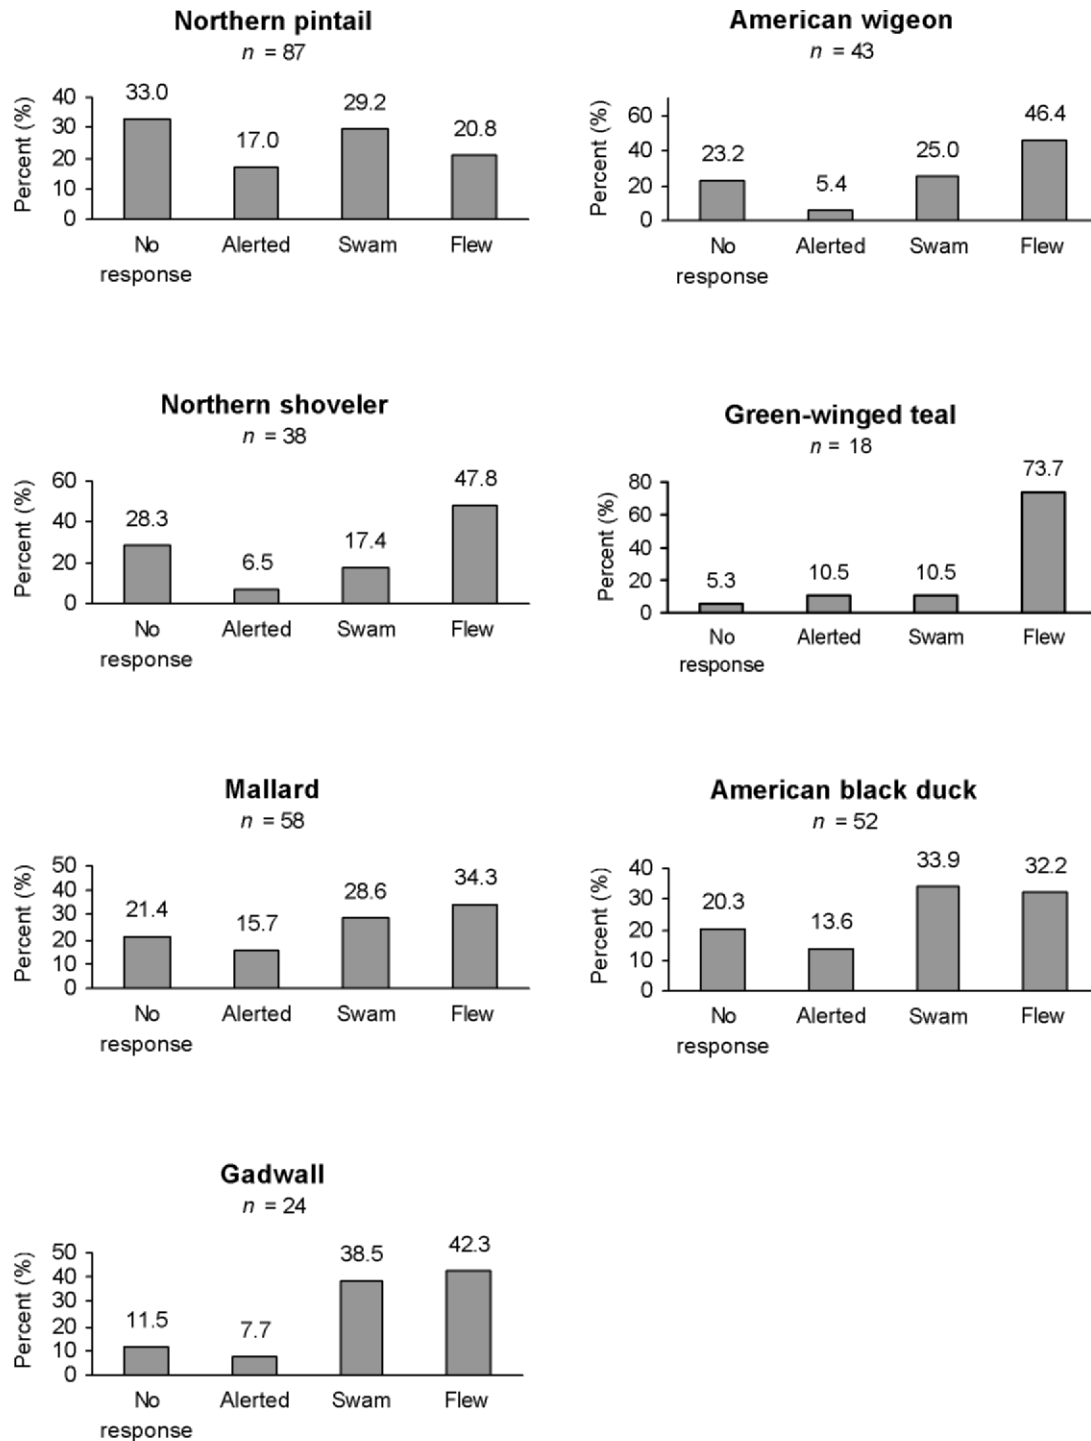 Northern pintail
n = 87
Percent (%)
40
30
20
10
0
33.0
17.0
29.2
20.8
No response
Alerted
Swam
Flew
American wigeon
n = 43
Percent (%)
60
40
20
0
23.2
5.4
25.0
46.4
No response
Alerted
Swam
Flew
Northern shoveler
n = 38
Percent (%)
60
40
20
0
28.3
6.5
17.4
47.8
No response
Alerted
Swam
Flew
Green-winged teal
n = 18
Percent (%)
80
60
40
20
0
5.3
10.5
10.5
73.7
No response
Alerted
Swam
Flew
Mallard
n = 58
Percent (%)
50
40
30
20
10
0
21.4
15.7
28.6
34.3
No response
Alerted
Swam
Flew
American black duck
n = 52
Percent (%)
40
30
20
10
0
20.3
13.6
33.9
32.2
No response
Alerted
Swam
Flew
Gadwall
n = 24
Percent (%)
50
40
30
20
10
0
11.5
7.7
38.5
42.3
No response
Alerted
Swam
Flew